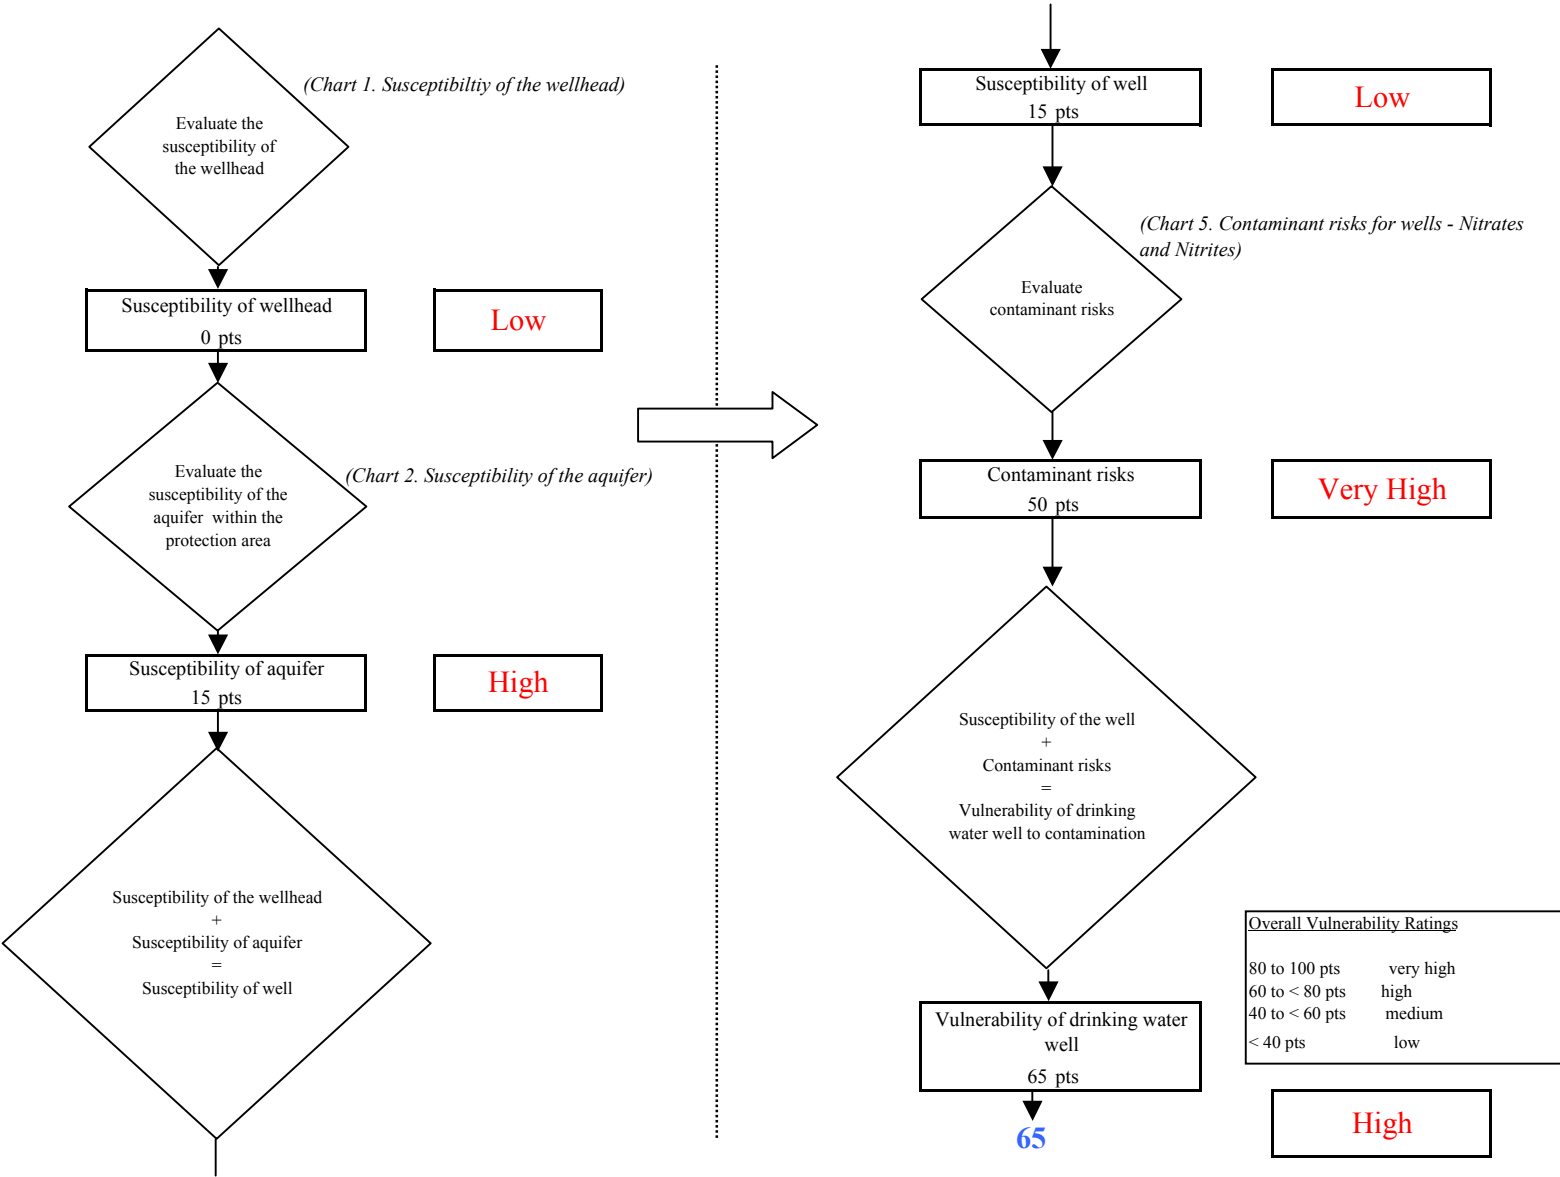 (Chart 1. Susceptibiltiy of the wellhead)
Evaluate the
susceptibility of
the wellhead
Susceptibility of wellhead
0 pts
Low
Evaluate the
susceptibility of the
aquifer within the
protection area
(Chart 2. Susceptibility of the aquifer)
Susceptibility of aquifer
15 pts
High
Susceptibility of the wellhead
+
Susceptibility of aquifer
=
Susceptibility of well
Susceptibility of well
15 pts
Low
(Chart 5. Contaminant risks for wells - Nitrates
and Nitrites)
Evaluate
contaminant risks
Contaminant risks
50 pts
Very High
Susceptibility of the well
+
Contaminant risks
=
Vulnerability of drinking
water well to contamination
Overall Vulnerability Ratings
80 to 100 pts very high
60 to < 80 pts high
40 to < 60 pts medium
< 40 pts low
Vulnerability of drinking water
well
65 pts
65
High